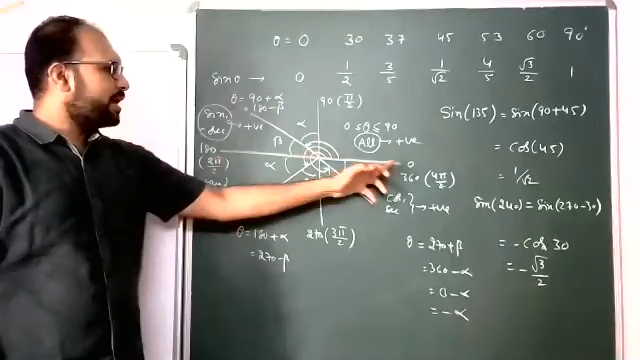 θ = 0 30 37 45 53 60 90°
Sinθ → 0 1/2 3/5 1/√2 4/5 √3/2 1
θ = 90 + α
= 180 - β
90 (π/2)
Sin, cosec → +ve
α
β
0 ≤ θ ≤ 90
All → +ve
Sin(135) = Sin(90+45)
= cos(45)
= 1/√2
180 (2π/2)
α
0
360 (4π/2)
cos, sec } → +ve
Sin(240) = Sin(270-30)
= -cos 30
= -√3/2
θ = 180 + α
= 270 - β
270 (3π/2)
θ = 270 + β
= 360 - α
= 0 - α
= - α